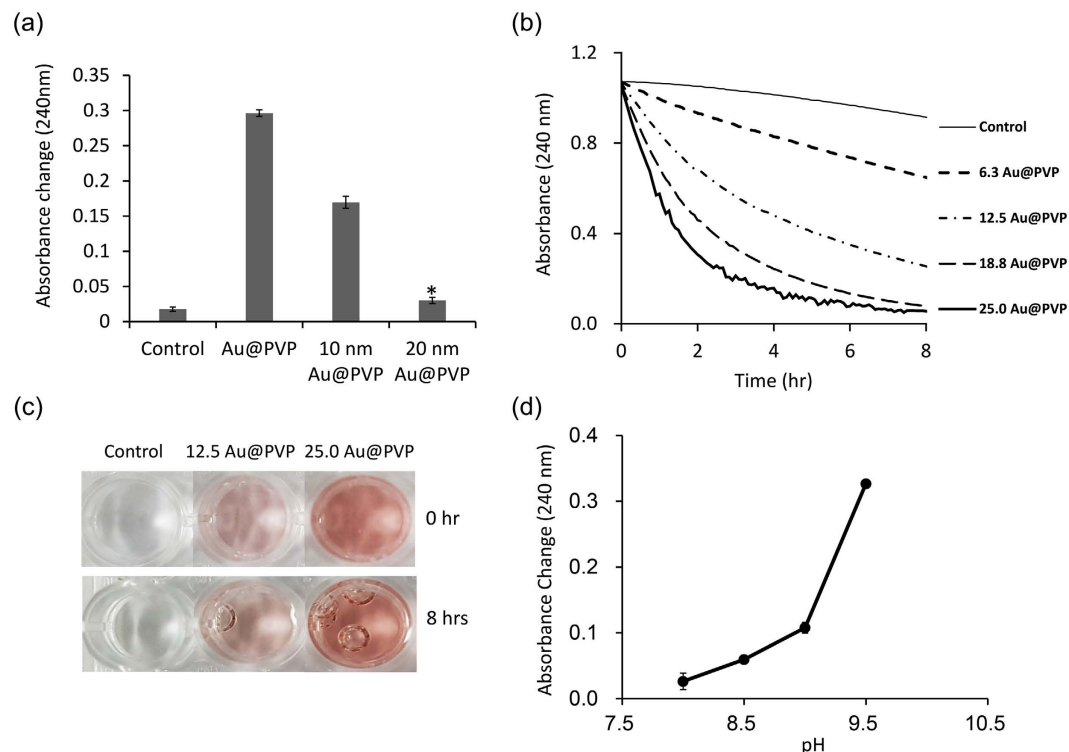 (a)
Absorbance change (240nm)
0.35
0.3
0.25
0.2
0.15
0.1
0.05
0
*
Control Au@PVP 10 nm 20 nm
Au@PVP Au@PVP
(b)
Absorbance (240 nm)
1.2
0.8
0.4
0.0
0 2 4 6 8
Time (hr)
Control
6.3 Au@PVP
12.5 Au@PVP
18.8 Au@PVP
25.0 Au@PVP
(c)
Control 12.5 Au@PVP 25.0 Au@PVP
0 hr
8 hrs
(d)
Absorbance Change (240 nm)
0.4
0.3
0.2
0.1
0.0
7.5 8.5 9.5 10.5
pH